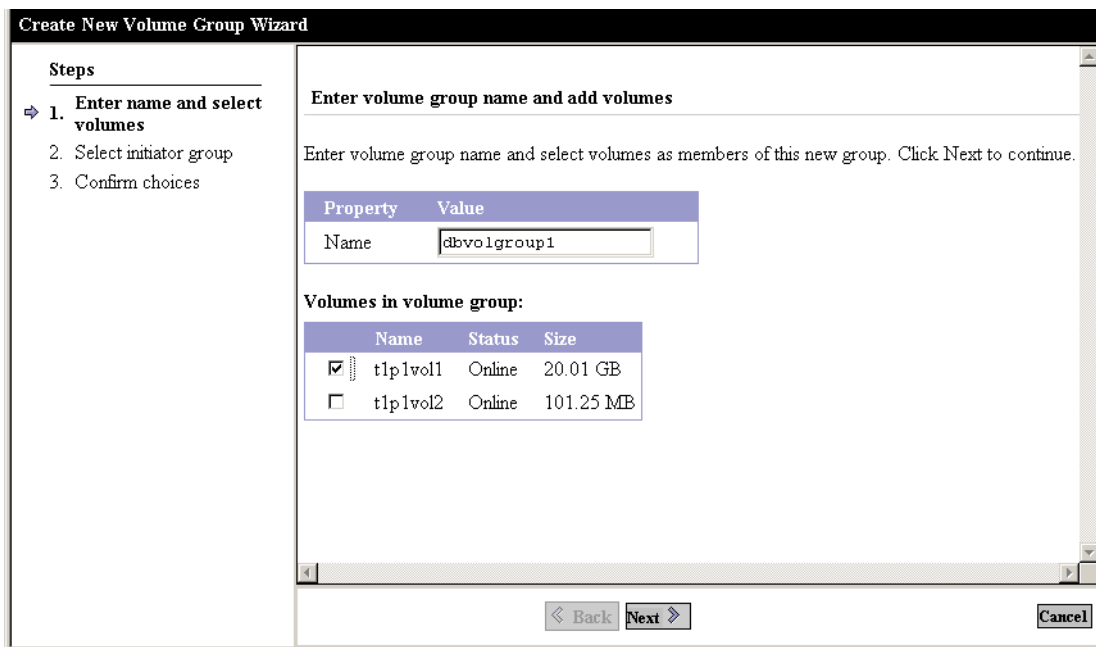 Create New Volume Group Wizard
Steps
1. Enter name and select
volumes
2. Select initiator group
3. Confirm choices
Enter volume group name and add volumes
Enter volume group name and select volumes as members of this new group. Click Next to continue.
Property Value
Name dbvolgroup1
Volumes in volume group:
Name Status Size
t1p1vol1 Online 20.01 GB
t1p1vol2 Online 101.25 MB
Back Next Cancel